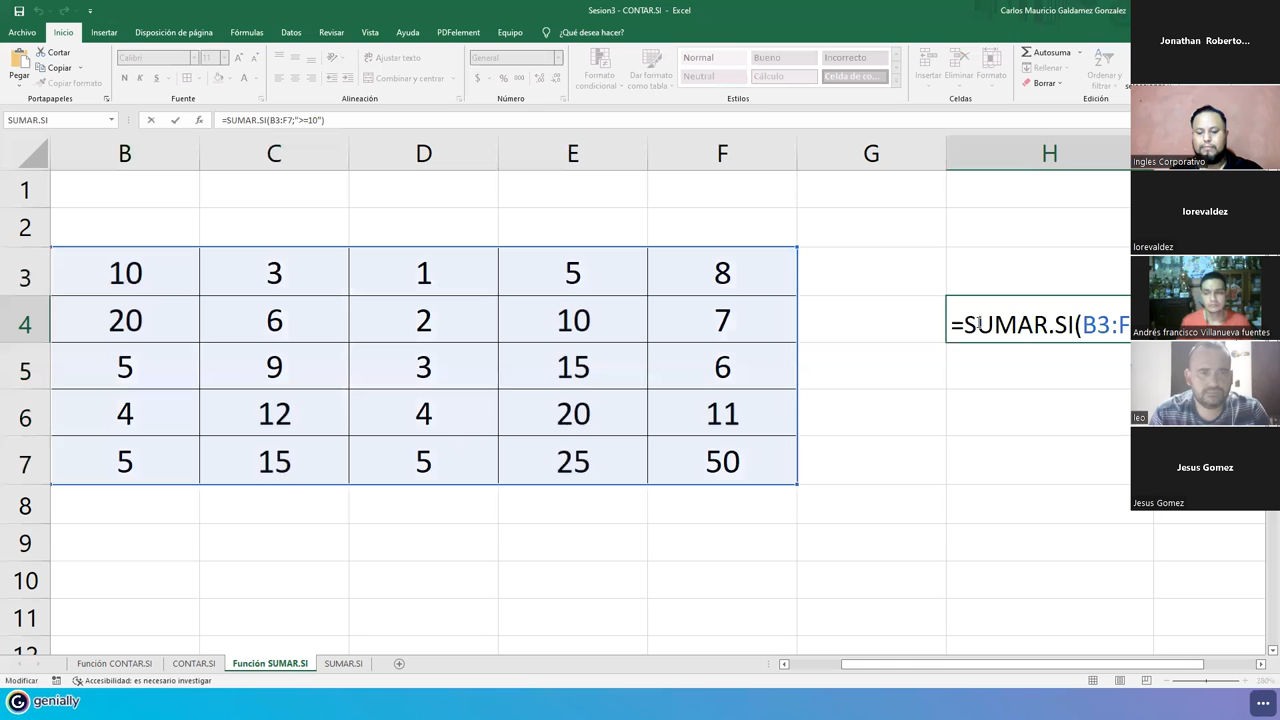 Sesion3 - CONTAR.SI - Excel
Carlos Mauricio Galdamez Gonzalez
Archivo Inicio Insertar Disposición de página Fórmulas Datos Revisar Vista Ayuda PDFelement Equipo ¿Qué desea hacer?
Pegar
Cortar
Copiar
Copiar formato
Portapapeles
Calibri 11
N K S
Fuente
Ajustar texto
Combinar y centrar
Alineación
General
$ % 000
Número
Formato condicional
Dar formato como tabla
Normal Bueno Incorrecto
Neutral Cálculo Celda de co...
Estilos
Insertar Eliminar Formato
Celdas
Autosuma
Rellenar
Borrar
Ordenar y
Edición
SUMAR.SI
fx
=SUMAR.SI(B3:F7;">=10")
B C D E F G H
1
2
3 10 3 1 5 8
4 20 6 2 10 7 =SUMAR.SI(B3:F
5 5 9 3 15 6
6 4 12 4 20 11
7 5 15 5 25 50
8
9
10
11
12
Jonathan Roberto...
Ingles Corporativo
lorevaldez
lorevaldez
Andrés francisco Villanueva fuentes
leo
Jesus Gomez
Jesus Gomez
Función CONTAR.SI CONTAR.SI Función SUMAR.SI SUMAR.SI
Modificar Accesibilidad: es necesario investigar
genially